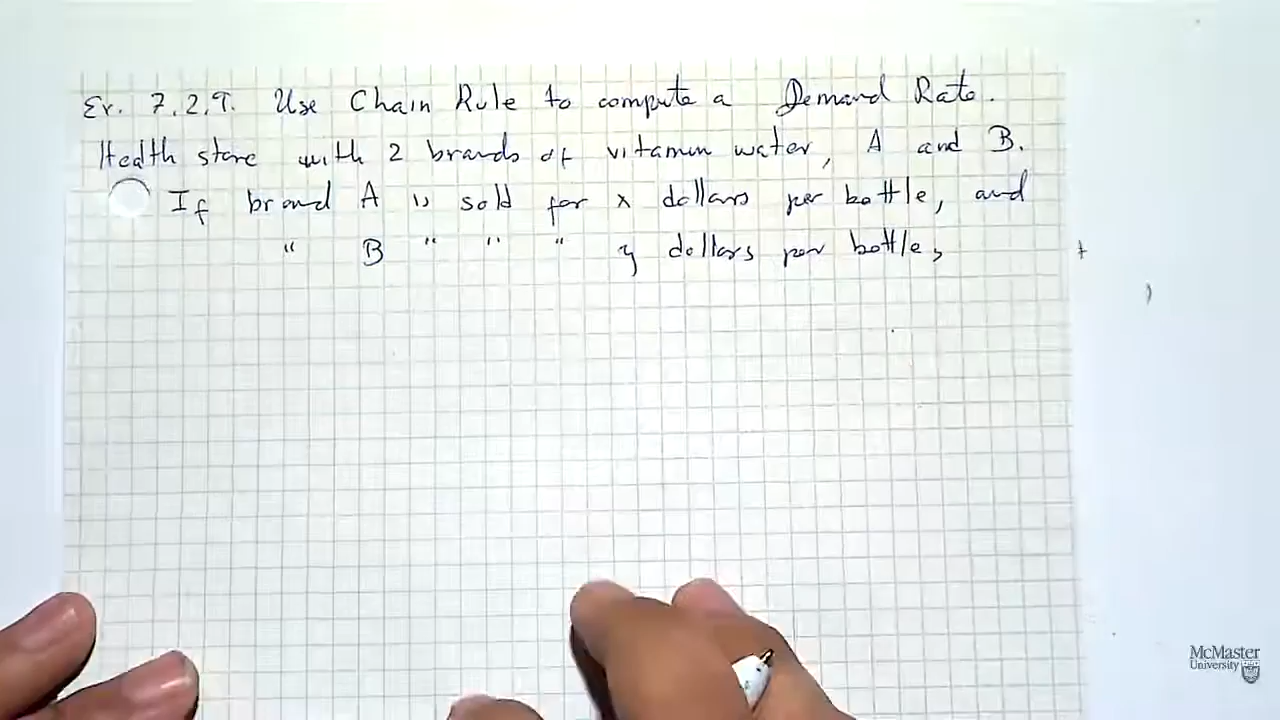 Ex. 7.2.9. Use Chain Rule to compute a Demand Rate.
Health store with 2 brands of vitamin water, A and B.
If brand A is sold for x dollars per bottle, and
" B " " " y dollars per bottle,
McMaster
University